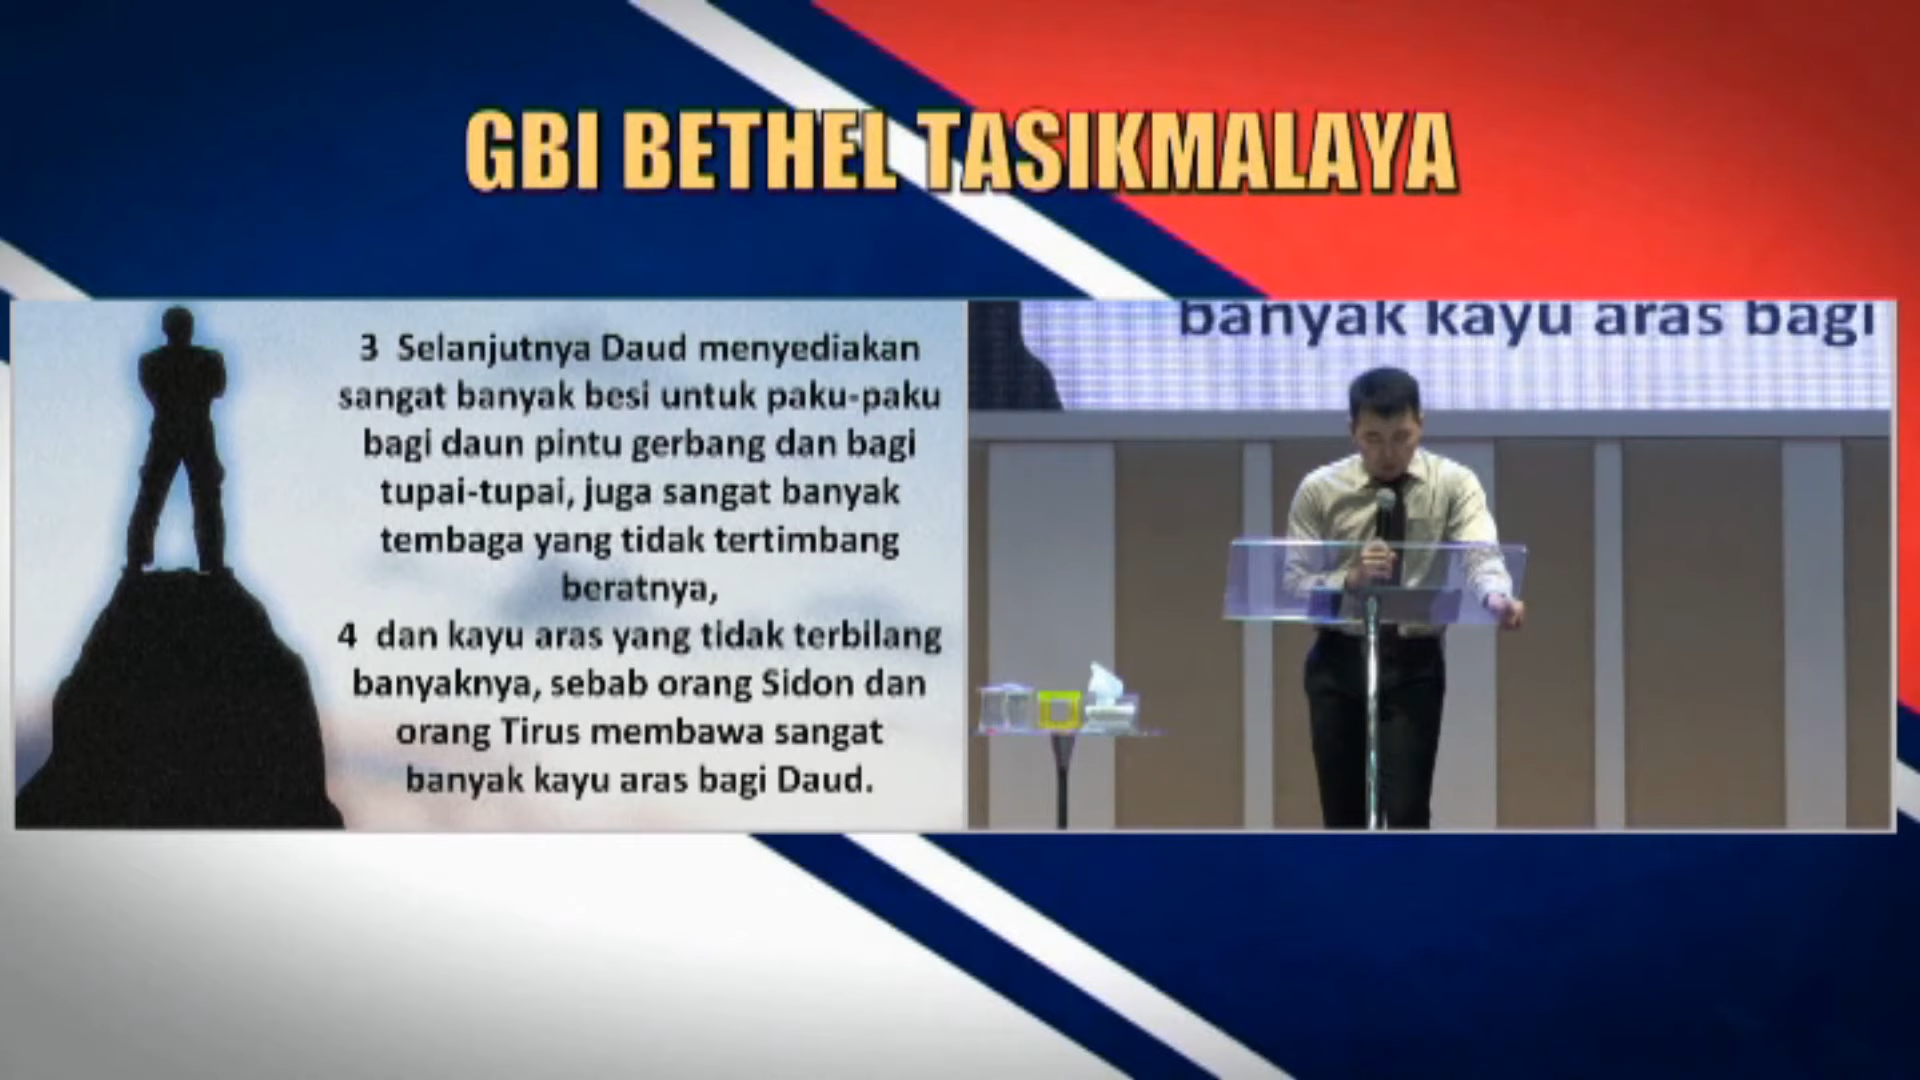 GBI BETHEL TASIKMALAYA
3 Selanjutnya Daud menyediakan
sangat banyak besi untuk paku-paku
bagi daun pintu gerbang dan bagi
tupai-tupai, juga sangat banyak
tembaga yang tidak tertimbang
beratnya,
4 dan kayu aras yang tidak terbilang
banyaknya, sebab orang Sidon dan
orang Tirus membawa sangat
banyak kayu aras bagi Daud.
banyak kayu aras bagi